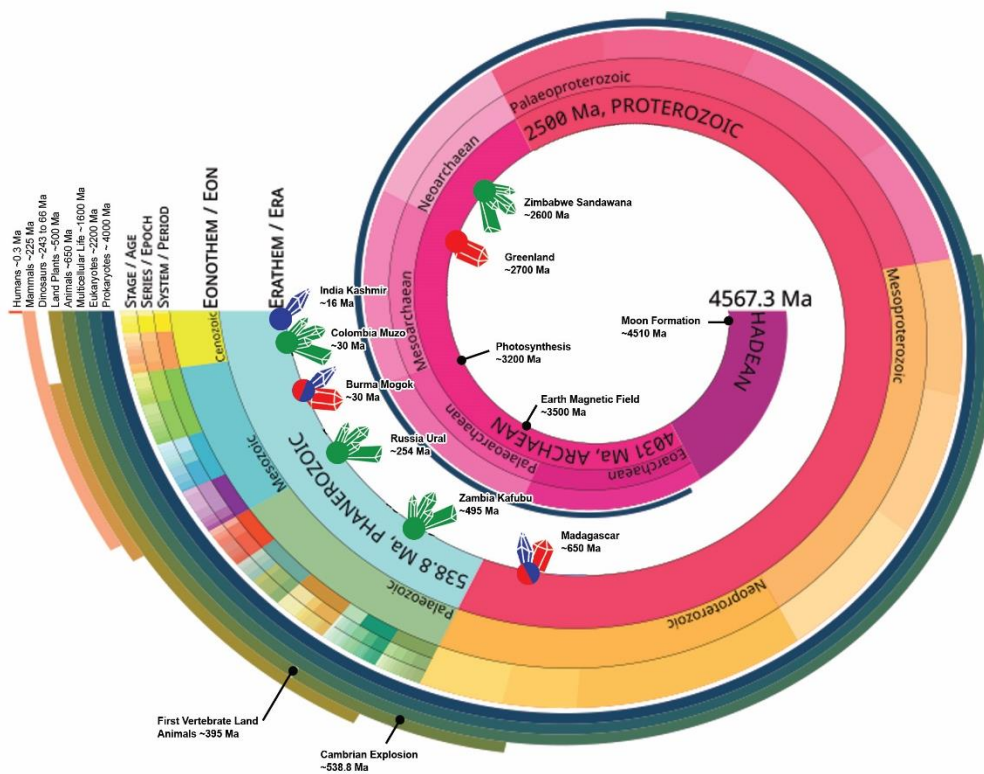 Humans ~0.3 Ma
Mammals ~225 Ma
Dinosaurs ~243 to 66 Ma
Land Plants ~500 Ma
Animals ~650 Ma
Multicellular Life ~1600 Ma
Eukaryotes ~2200 Ma
Prokaryotes ~ 4000 Ma
STAGE / AGE
SERIES / EPOCH
SYSTEM / PERIOD
EONOTHEM / EON
ERATHEM / ERA
Cenozoic
Mesozoic
Palaeozoic
538.8 Ma, PHANEROZOIC
Neoproterozoic
Mesoproterozoic
Palaeoproterozoic
2500 Ma, PROTEROZOIC
Neoarchaean
Mesoarchaean
Palaeoarchaean
Eoarchaean
4031 Ma, ARCHAEAN
HADEAN
4567.3 Ma
Zimbabwe Sandawana
~2600 Ma
Greenland
~2700 Ma
Moon Formation
~4510 Ma
Photosynthesis
~3200 Ma
Earth Magnetic Field
~3500 Ma
India Kashmir
~16 Ma
Colombia Muzo
~30 Ma
Burma Mogok
~30 Ma
Russia Ural
~254 Ma
Zambia Kafubu
~495 Ma
Madagascar
~650 Ma
First Vertebrate Land
Animals ~395 Ma
Cambrian Explosion
~538.8 Ma